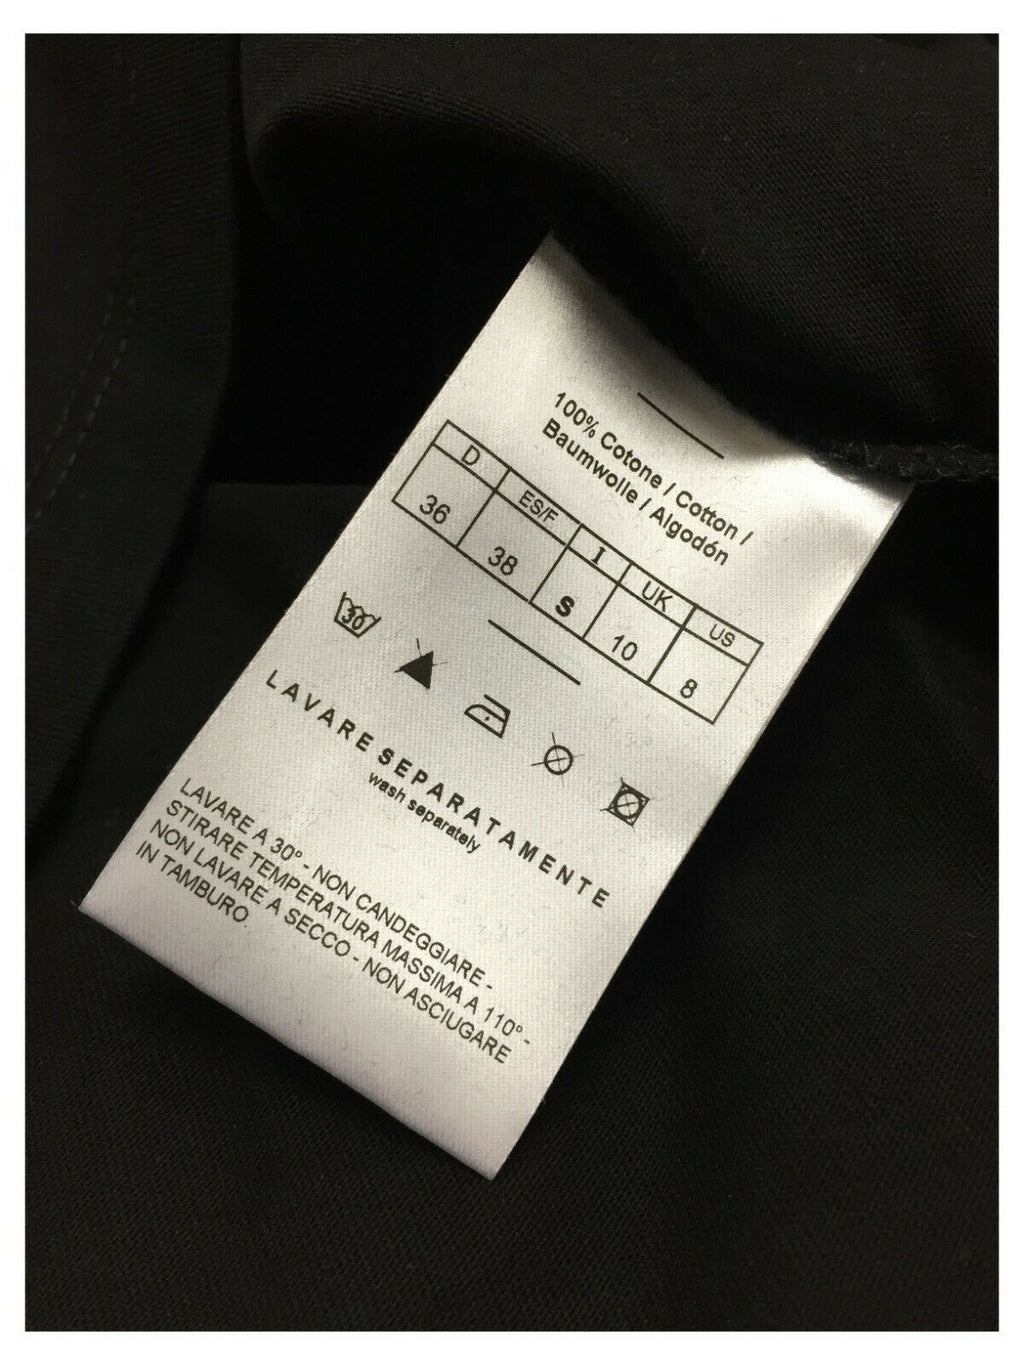 100% Cotone / Cotton /
Baumwolle / Algodón
D ES/F I UK US
36 38 S 10 8
30
LAVARE SEPARATAMENTE
wash separately
LAVARE A 30° - NON CANDEGGIARE -
STIRARE TEMPERATURA MASSIMA A 110° -
NON LAVARE A SECCO - NON ASCIUGARE
IN TAMBURO